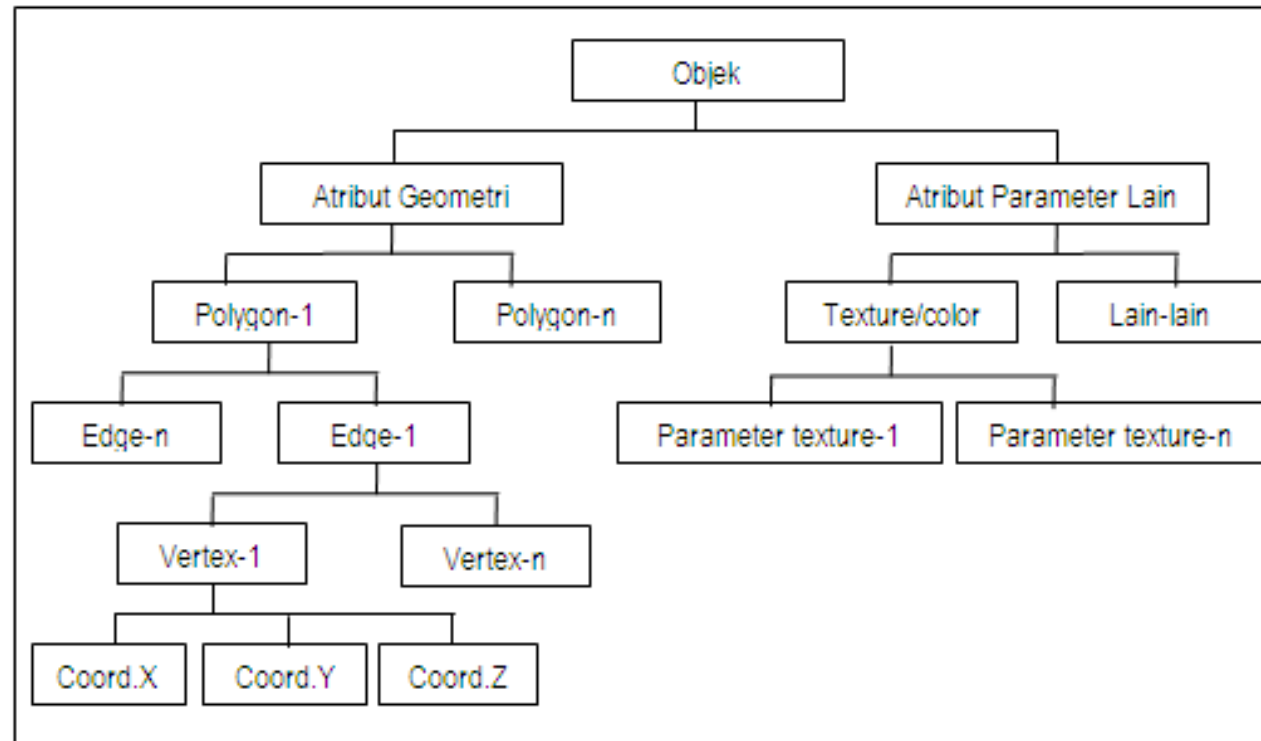 Objek
Atribut Geometri
Atribut Parameter Lain
Polygon-1
Polygon-n
Texture/color
Lain-lain
Edge-n
Edge-1
Parameter texture-1
Parameter texture-n
Vertex-1
Vertex-n
Coord.X
Coord.Y
Coord.Z